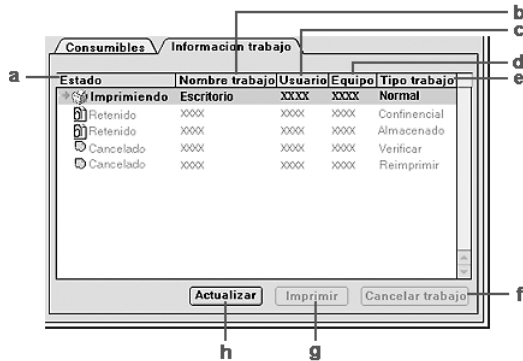 b
c
Consumibles Informacion trabajo
d
a
e
Estado Nombre trabajo Usuario Equipo Tipo trabajo
Imprimiendo Escritorio XXXX XXXX Normal
Retenido XXXX XXXX XXXX Confinencial
Retenido XXXX XXXX XXXX Almacenado
Cancelado XXXX XXXX XXXX Verificar
Cancelado XXXX XXXX XXXX Reimprimir
Actualizar Imprimir Cancelar trabajo
f
h
g